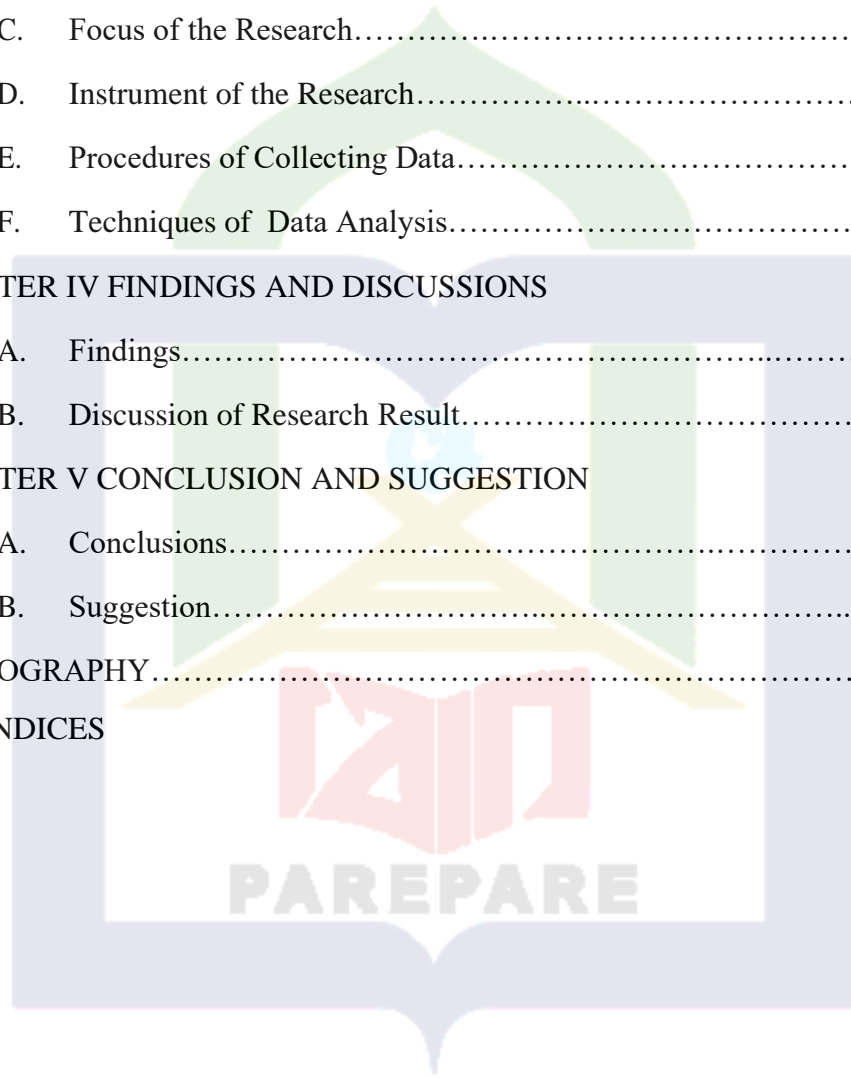 C. Focus of the Research………….……………………………………
D. Instrument of the Research……………..…………………………
E. Procedures of Collecting Data………………………………………
F. Techniques of  Data Analysis………………………………………
TER IV FINDINGS AND DISCUSSIONS
A. Findings…………………………………………………..………
B. Discussion of Research Result………………………………………
TER V CONCLUSION AND SUGGESTION
A. Conclusions……………………………………………….……………
B. Suggestion……………………………..…………………………..
OGRAPHY……………………………………………………………………
NDICES
PAREPARE